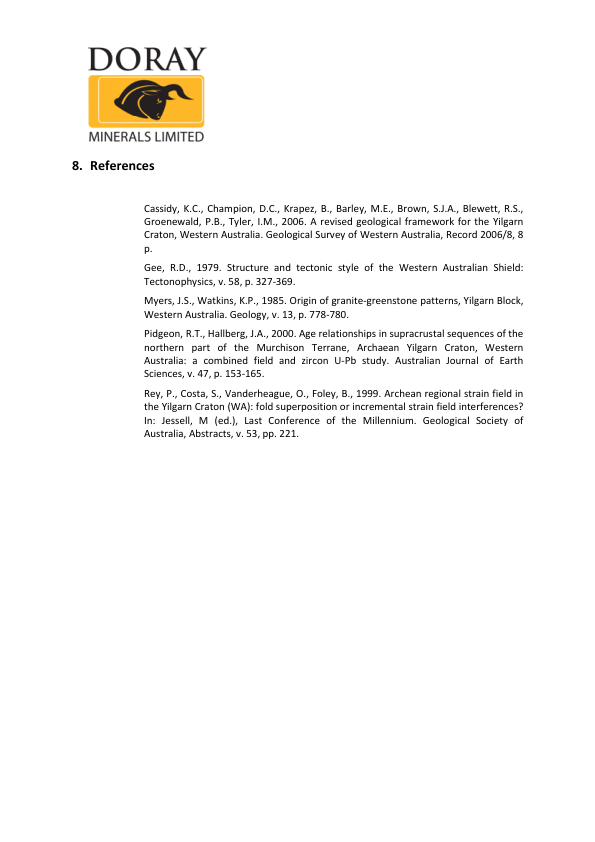 DORAY
MINERALS LIMITED
8. References
Cassidy, K.C., Champion, D.C., Krapez, B., Barley, M.E., Brown, S.J.A., Blewett, R.S.,
Groenewald, P.B., Tyler, I.M., 2006. A revised geological framework for the Yilgarn
Craton, Western Australia. Geological Survey of Western Australia, Record 2006/8, 8
p.
Gee, R.D., 1979. Structure and tectonic style of the Western Australian Shield:
Tectonophysics, v. 58, p. 327-369.
Myers, J.S., Watkins, K.P., 1985. Origin of granite-greenstone patterns, Yilgarn Block,
Western Australia. Geology, v. 13, p. 778-780.
Pidgeon, R.T., Hallberg, J.A., 2000. Age relationships in supracrustal sequences of the
northern part of the Murchison Terrane, Archaean Yilgarn Craton, Western
Australia: a combined field and zircon U-Pb study. Australian Journal of Earth
Sciences, v. 47, p. 153-165.
Rey, P., Costa, S., Vanderheague, O., Foley, B., 1999. Archean regional strain field in
the Yilgarn Craton (WA): fold superposition or incremental strain field interferences?
In: Jessell, M (ed.), Last Conference of the Millennium. Geological Society of
Australia, Abstracts, v. 53, pp. 221.